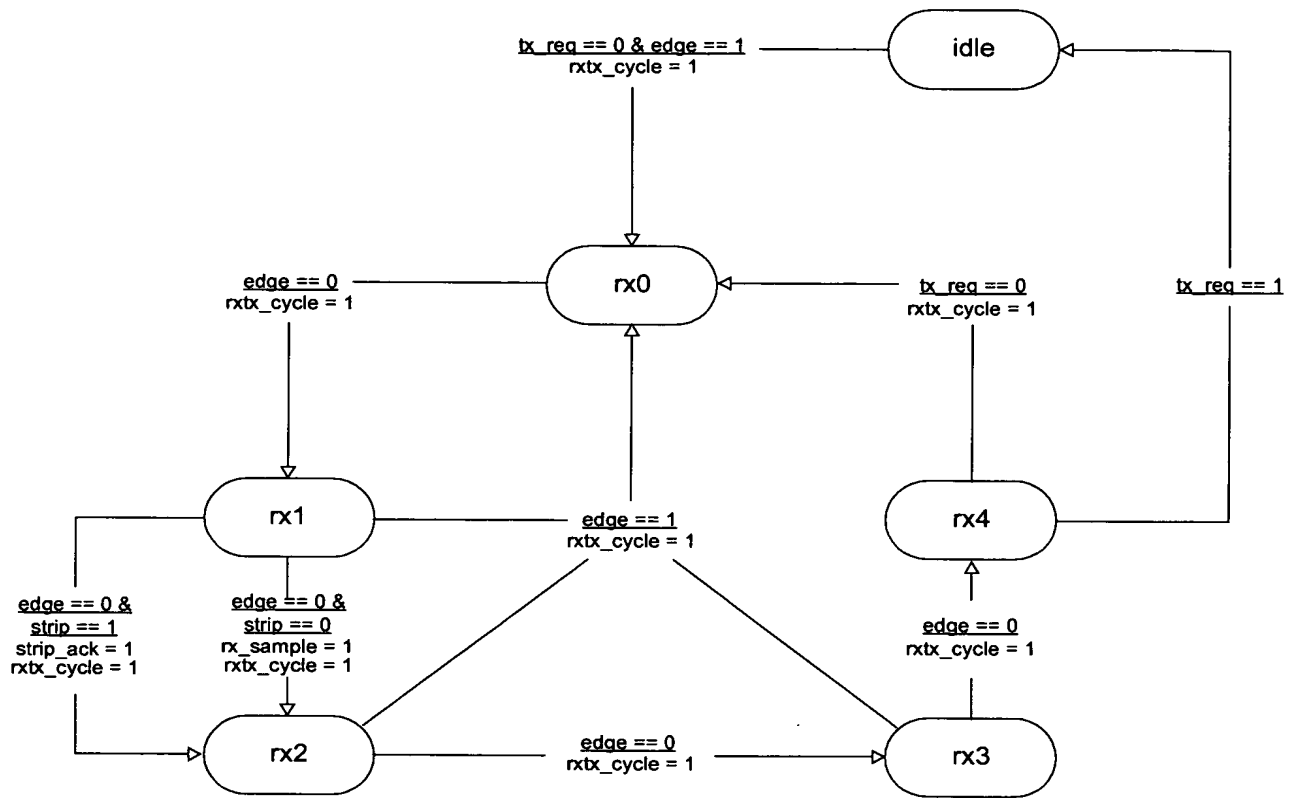 tx_req == 0 & edge == 1
rxtx_cycle = 1
idle
edge == 0
rxtx_cycle = 1
rx0
tx_req == 0
rxtx_cycle = 1
tx_req == 1
rx1
edge == 1
rxtx_cycle = 1
rx4
edge == 0 &
strip == 1
strip_ack = 1
rxtx_cycle = 1
edge == 0 &
strip == 0
rx_sample = 1
rxtx_cycle = 1
edge == 0
rxtx_cycle = 1
rx2
edge == 0
rxtx_cycle = 1
rx3